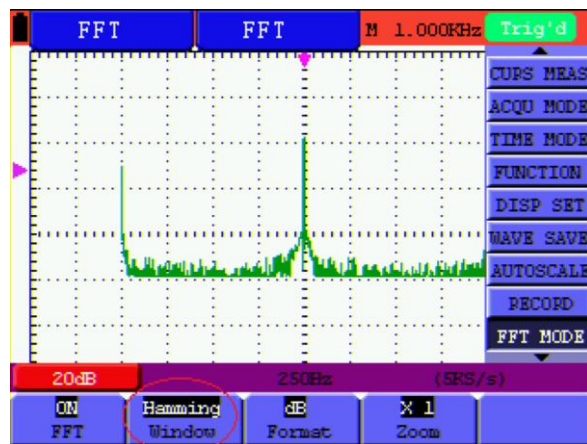 FFT FFT M 1.000KHz Trig'd
CUPS MEAS
ACQU MODE
TIME MODE
FUNCTION
DISP SET
WAVE SAVE
AUTOSCALE
RECORD
FFT MODE
20dB 250Hz (5KS/s)
ON Hamming dB X 1
FFT Window Format Zoom